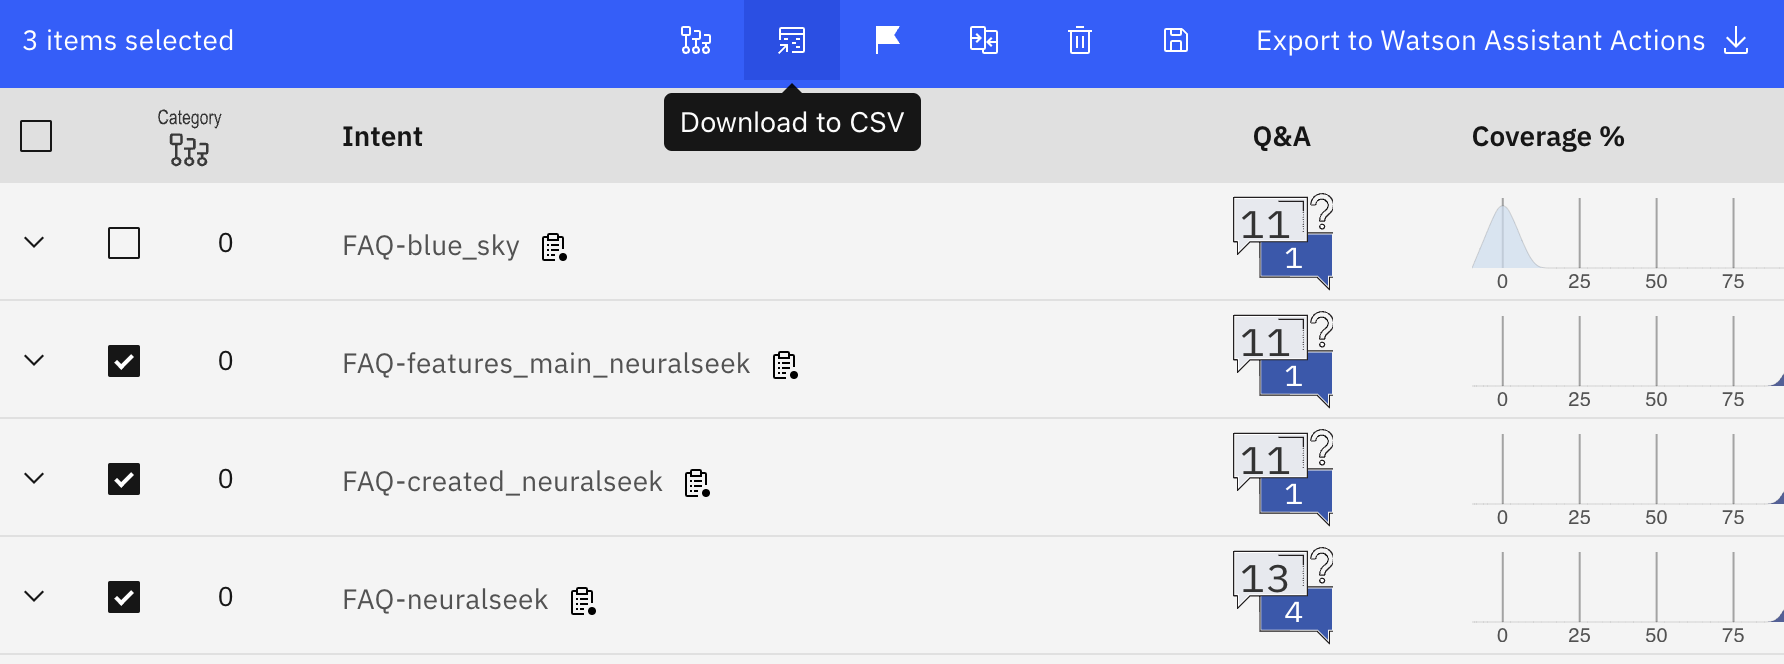 3 items selected
Export to Watson Assistant Actions
Download to CSV
Category
Intent
Q&A
Coverage %
0
FAQ-blue_sky
11
?
1
0 25 50 75
0
FAQ-features_main_neuralseek
11
?
1
0 25 50 75
0
FAQ-created_neuralseek
11
?
1
0 25 50 75
0
FAQ-neuralseek
13
?
4
0 25 50 75